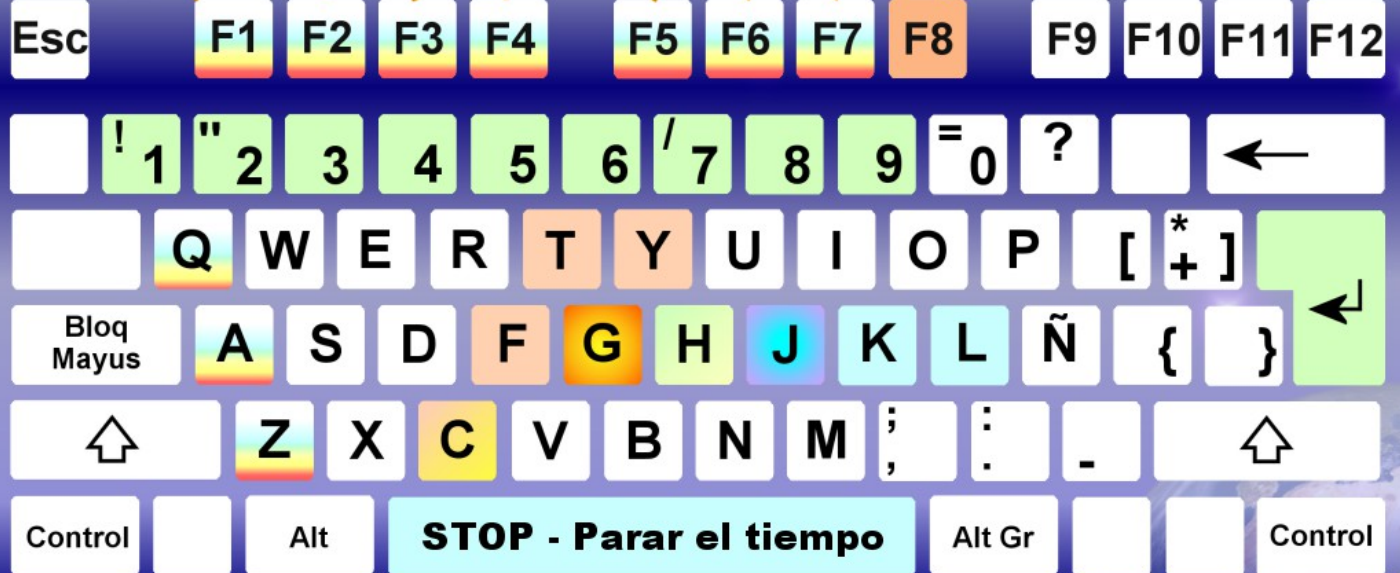 Esc F1 F2 F3 F4 F5 F6 F7 F8 F9 F10 F11 F12
! 1 " 2 3 4 5 6 / 7 8 9 = 0 ?
Q W E R T Y U I O P [ * + ]
Bloq Mayus A S D F G H J K L Ñ { }
Z X C V B N M ; , : . -
Control Alt STOP - Parar el tiempo Alt Gr Control